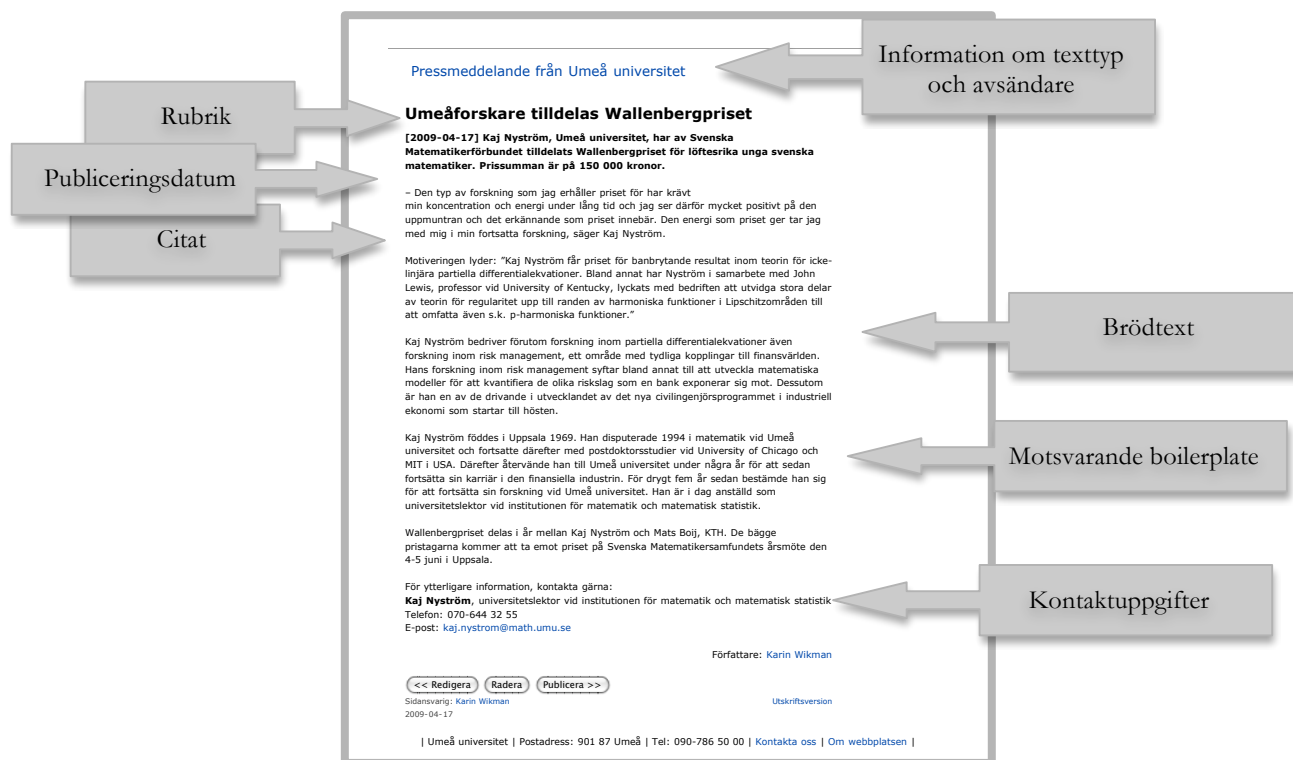 Information om texttyp
och avsändare
Pressmeddelande från Umeå universitet
Rubrik
Umeåforskare tilldelas Wallenbergpriset
[2009-04-17] Kaj Nyström, Umeå universitet, har av Svenska
Matematikerförbundet tilldelats Wallenbergpriset för löftesrika unga svenska
matematiker. Prissumman är på 150 000 kronor.
Publiceringsdatum
– Den typ av forskning som jag erhåller priset för har krävt
min koncentration och energi under lång tid och jag ser därför mycket positivt på den
uppmuntran och det erkännande som priset innebär. Den energi som priset ger tar jag
med mig i min fortsatta forskning, säger Kaj Nyström.
Citat
Motiveringen lyder: ”Kaj Nyström får priset för banbrytande resultat inom teorin för icke-
linjära partiella differentialekvationer. Bland annat har Nyström i samarbete med John
Lewis, professor vid University of Kentucky, lyckats med bedriften att utvidga stora delar
av teorin för regularitet upp till randen av harmoniska funktioner i Lipschitzområden till
att omfatta även s.k. p-harmoniska funktioner.”
Brödtext
Kaj Nyström bedriver förutom forskning inom partiella differentialekvationer även
forskning inom risk management, ett område med tydliga kopplingar till finansvärlden.
Hans forskning inom risk management syftar bland annat till att utveckla matematiska
modeller för att kvantifiera de olika riskslag som en bank exponerar sig mot. Dessutom
är han en av de drivande i utvecklandet av det nya civilingenjörsprogrammet i industriell
ekonomi som startar till hösten.
Kaj Nyström föddes i Uppsala 1969. Han disputerade 1994 i matematik vid Umeå
universitet och fortsatte därefter med postdoktorsstudier vid University of Chicago och
MIT i USA. Därefter återvände han till Umeå universitet under några år för att sedan
fortsätta sin karriär i den finansiella industrin. För drygt fem år sedan bestämde han sig
för att fortsätta sin forskning vid Umeå universitet. Han är i dag anställd som
universitetslektor vid institutionen för matematik och matematisk statistik.
Motsvarande boilerplate
Wallenbergpriset delas i år mellan Kaj Nyström och Mats Boij, KTH. De bägge
pristagarna kommer att ta emot priset på Svenska Matematikersamfundets årsmöte den
4-5 juni i Uppsala.
För ytterligare information, kontakta gärna:
Kaj Nyström, universitetslektor vid institutionen för matematik och matematisk statistik
Telefon: 070-644 32 55
E-post: kaj.nystrom@math.umu.se
Kontaktuppgifter
Författare: Karin Wikman
<< Redigera Radera Publicera >>
Sidansvarig: Karin Wikman Utskriftsversion
2009-04-17
| Umeå universitet | Postadress: 901 87 Umeå | Tel: 090-786 50 00 | Kontakta oss | Om webbplatsen |